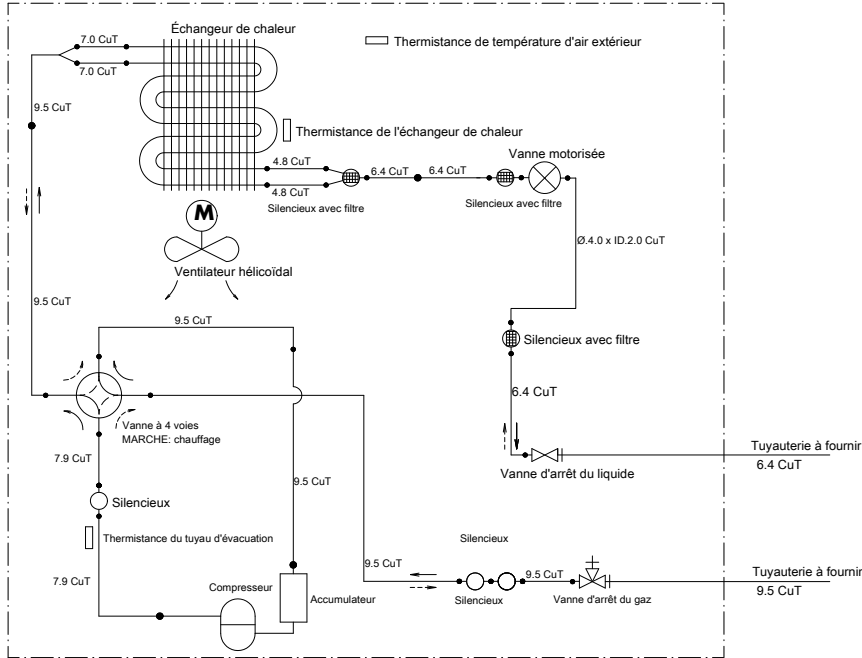 Échangeur de chaleur
7.0 CuT
7.0 CuT
Thermistance de température d'air extérieur
9.5 CuT
Thermistance de l'échangeur de chaleur
Vanne motorisée
4.8 CuT
6.4 CuT
6.4 CuT
4.8 CuT
Silencieux avec filtre
Silencieux avec filtre
M
Ø.4.0 x ID.2.0 CuT
Ventilateur hélicoïdal
9.5 CuT
9.5 CuT
Silencieux avec filtre
6.4 CuT
Vanne à 4 voies
MARCHE: chauffage
7.9 CuT
Tuyauterie à fournir
6.4 CuT
Vanne d'arrêt du liquide
9.5 CuT
Silencieux
Thermistance du tuyau d'évacuation
Silencieux
9.5 CuT
9.5 CuT
Tuyauterie à fournir
9.5 CuT
7.9 CuT
Compresseur
Accumulateur
Silencieux
Vanne d'arrêt du gaz